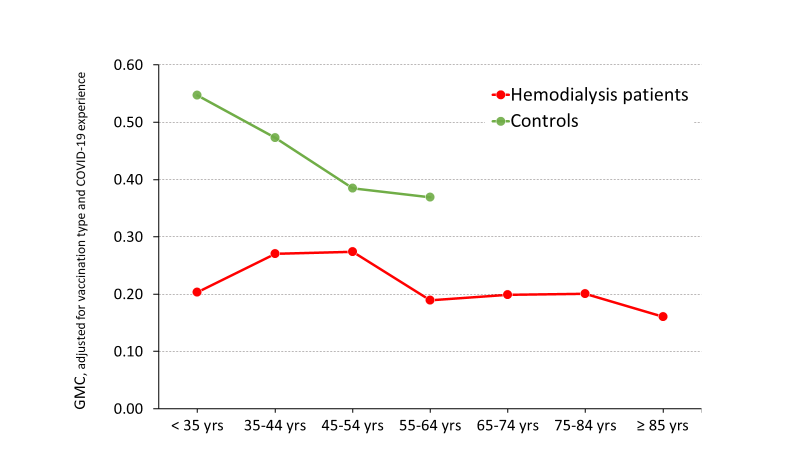 GMC, adjusted for vaccination type and COVID-19 experience
0.60
0.50
0.40
0.30
0.20
0.10
0.00
Hemodialysis patients
Controls
< 35 yrs 35-44 yrs 45-54 yrs 55-64 yrs 65-74 yrs 75-84 yrs ≥ 85 yrs